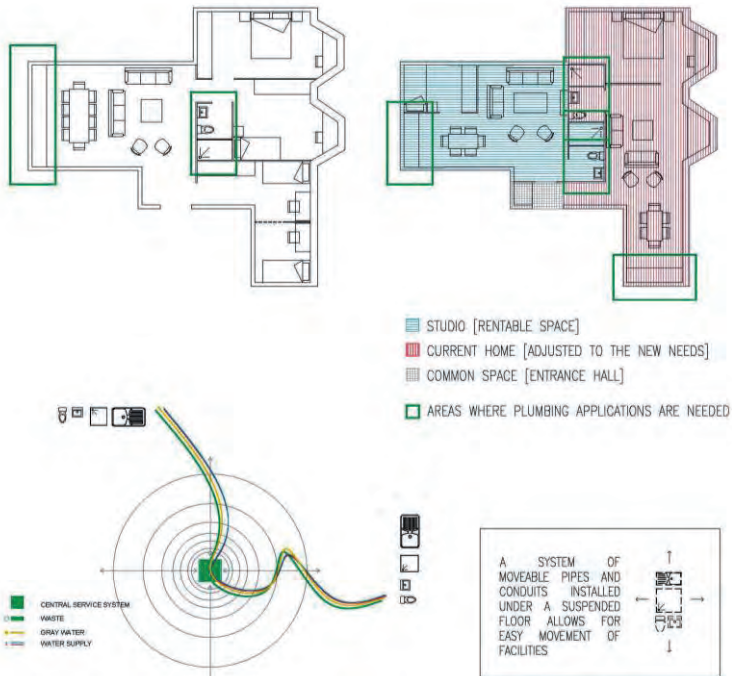 STUDIO [RENTABLE SPACE]
CURRENT HOME [ADJUSTED TO THE NEW NEEDS]
COMMON SPACE [ENTRANCE HALL]
AREAS WHERE PLUMBING APPLICATIONS ARE NEEDED
CENTRAL SERVICE SYSTEM
WASTE
GRAY WATER
WATER SUPPLY
A SYSTEM OF
MOVEABLE PIPES AND
CONDUITS INSTALLED
UNDER A SUSPENDED
FLOOR ALLOWS FOR
EASY MOVEMENT OF
FACILITIES